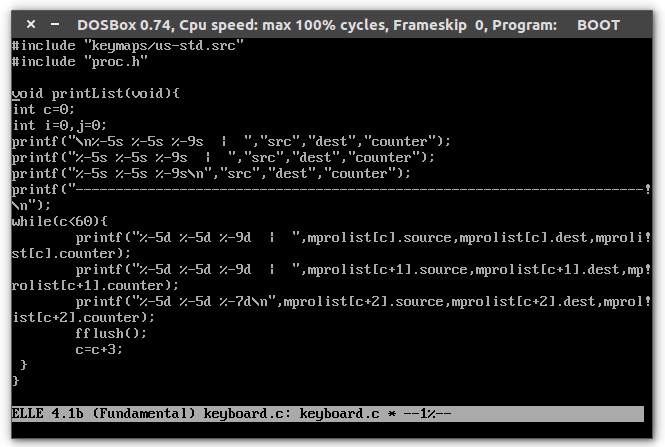 DOSBox 0.74, Cpu speed: max 100% cycles, Frameskip 0, Program: BOOT
#include "keymaps/us-std.src"
#include "proc.h"
void printList(void){
int c=0;
int i=0,j=0;
printf("\n%-5s %-5s %-9s  |  ","src","dest","counter");
printf("%-5s %-5s %-9s  |  ","src","dest","counter");
printf("%-5s %-5s %-9s\n","src","dest","counter");
printf("-----------------------------------------------------------------------!
\n");
while(c<60){
        printf("%-5d %-5d %-9d  |  ",mprolist[c].source,mprolist[c].dest,mproli!
st[c].counter);
        printf("%-5d %-5d %-9d  |  ",mprolist[c+1].source,mprolist[c+1].dest,mp!
rolist[c+1].counter);
        printf("%-5d %-5d %-7d\n",mprolist[c+2].source,mprolist[c+2].dest,mprol!
ist[c+2].counter);
        fflush();
        c=c+3;
 }
}
ELLE 4.1b (Fundamental) keyboard.c: keyboard.c * --1%--